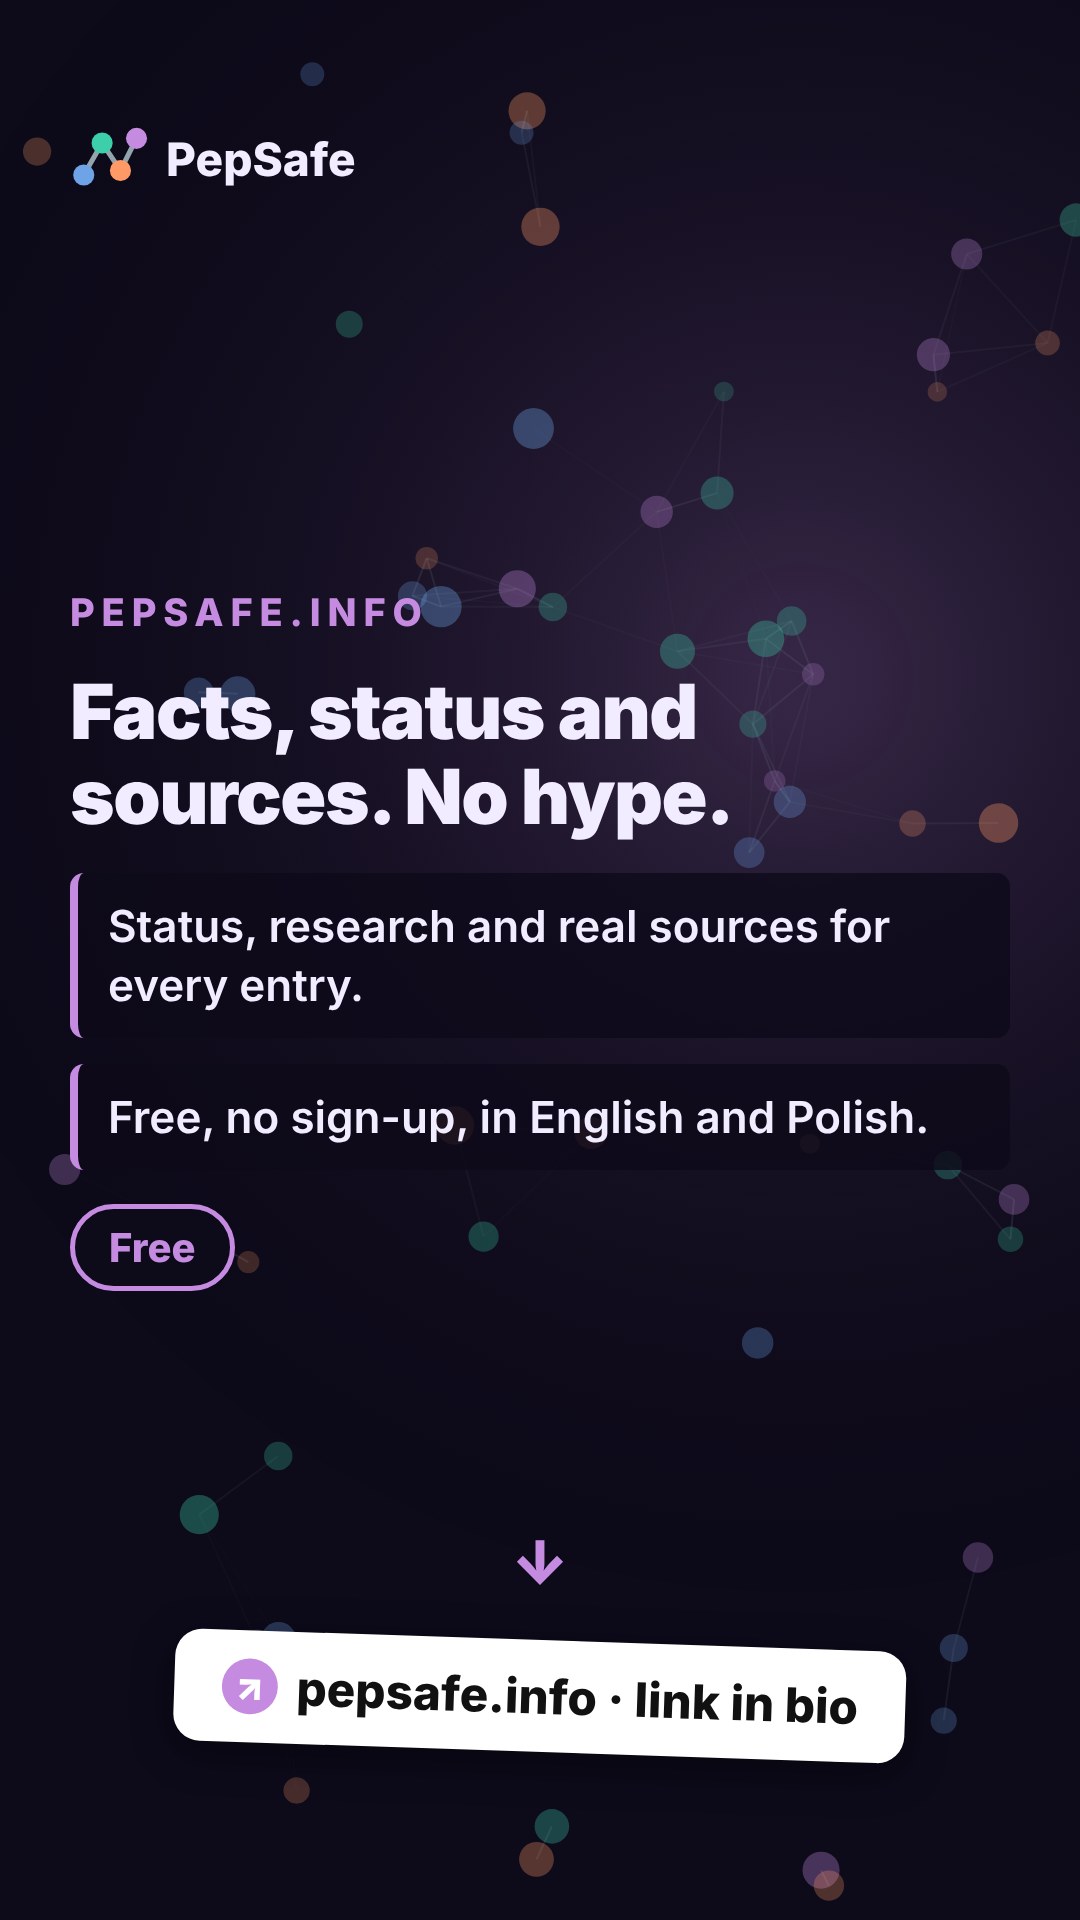 PepSafe
PEPSAFE.INFO
Facts, status and
sources. No hype.
Status, research and real sources for
every entry.
Free, no sign-up, in English and Polish.
Free
pepsafe.info · link in bio